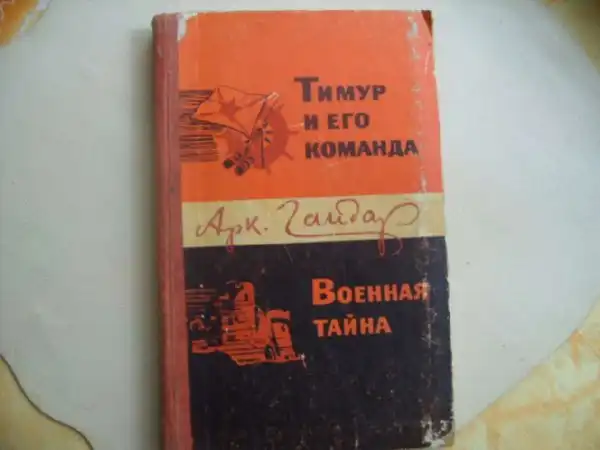 Тимур
и его
команда
Арк. Гайдар
Военная
тайна